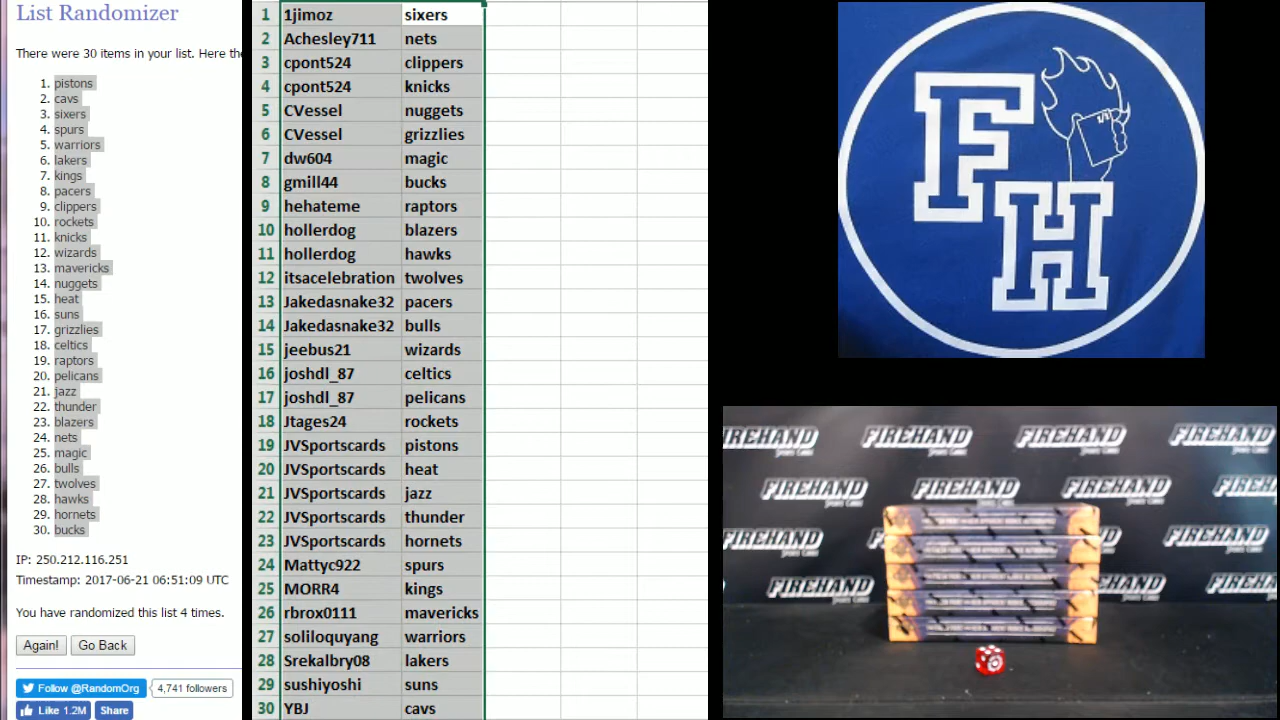 List Randomizer
There were 30 items in your list. Here the
1. pistons
2. cavs
3. sixers
4. spurs
5. warriors
6. lakers
7. kings
8. pacers
9. clippers
10. rockets
11. knicks
12. wizards
13. mavericks
14. nuggets
15. heat
16. suns
17. grizzlies
18. celtics
19. raptors
20. pelicans
21. jazz
22. thunder
23. blazers
24. nets
25. magic
26. bulls
27. twolves
28. hawks
29. hornets
30. bucks
IP: 250.212.116.251
Timestamp: 2017-06-21 06:51:09 UTC
You have randomized this list 4 times.
Again! Go Back
Follow @RandomOrg 4,741 followers
Like 1.2M Share
1 1jimoz sixers
2 Achesley711 nets
3 cpont524 clippers
4 cpont524 knicks
5 CVessel nuggets
6 CVessel grizzlies
7 dw604 magic
8 gmill44 bucks
9 hehateme raptors
10 hollerdog blazers
11 hollerdog hawks
12 itsacelebration twolves
13 Jakedasnake32 pacers
14 Jakedasnake32 bulls
15 jeebus21 wizards
16 joshdl_87 celtics
17 joshdl_87 pelicans
18 Jtages24 rockets
19 JVSportscards pistons
20 JVSportscards heat
21 JVSportscards jazz
22 JVSportscards thunder
23 JVSportscards hornets
24 Mattyc922 spurs
25 MORR4 kings
26 rbrox0111 mavericks
27 soliloquyang warriors
28 Srekalbry08 lakers
29 sushiyoshi suns
30 YBJ cavs
F
1/1
H
FIREHAND FIREHAND FIREHAND FIREHAND
FIREHAND FIREHAND FIREHAND